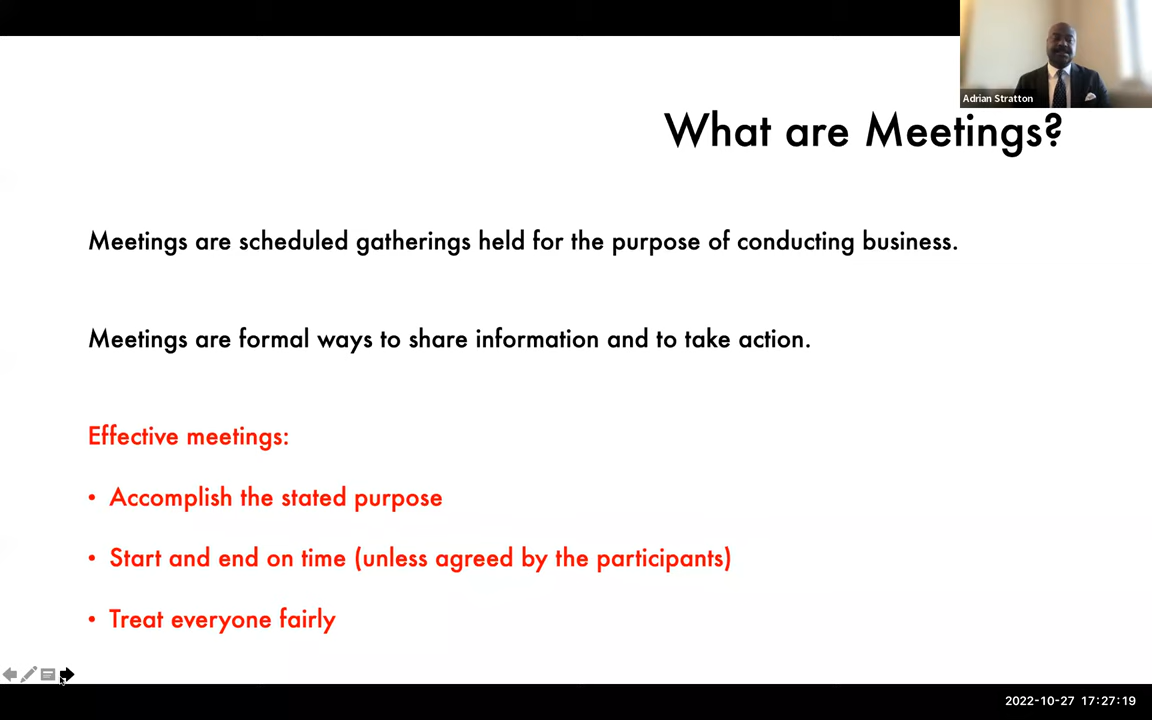 Adrian Stratton
What are Meetings?
Meetings are scheduled gatherings held for the purpose of conducting business.
Meetings are formal ways to share information and to take action.
Effective meetings:
• Accomplish the stated purpose
• Start and end on time (unless agreed by the participants)
• Treat everyone fairly
2022-10-27 17:27:19